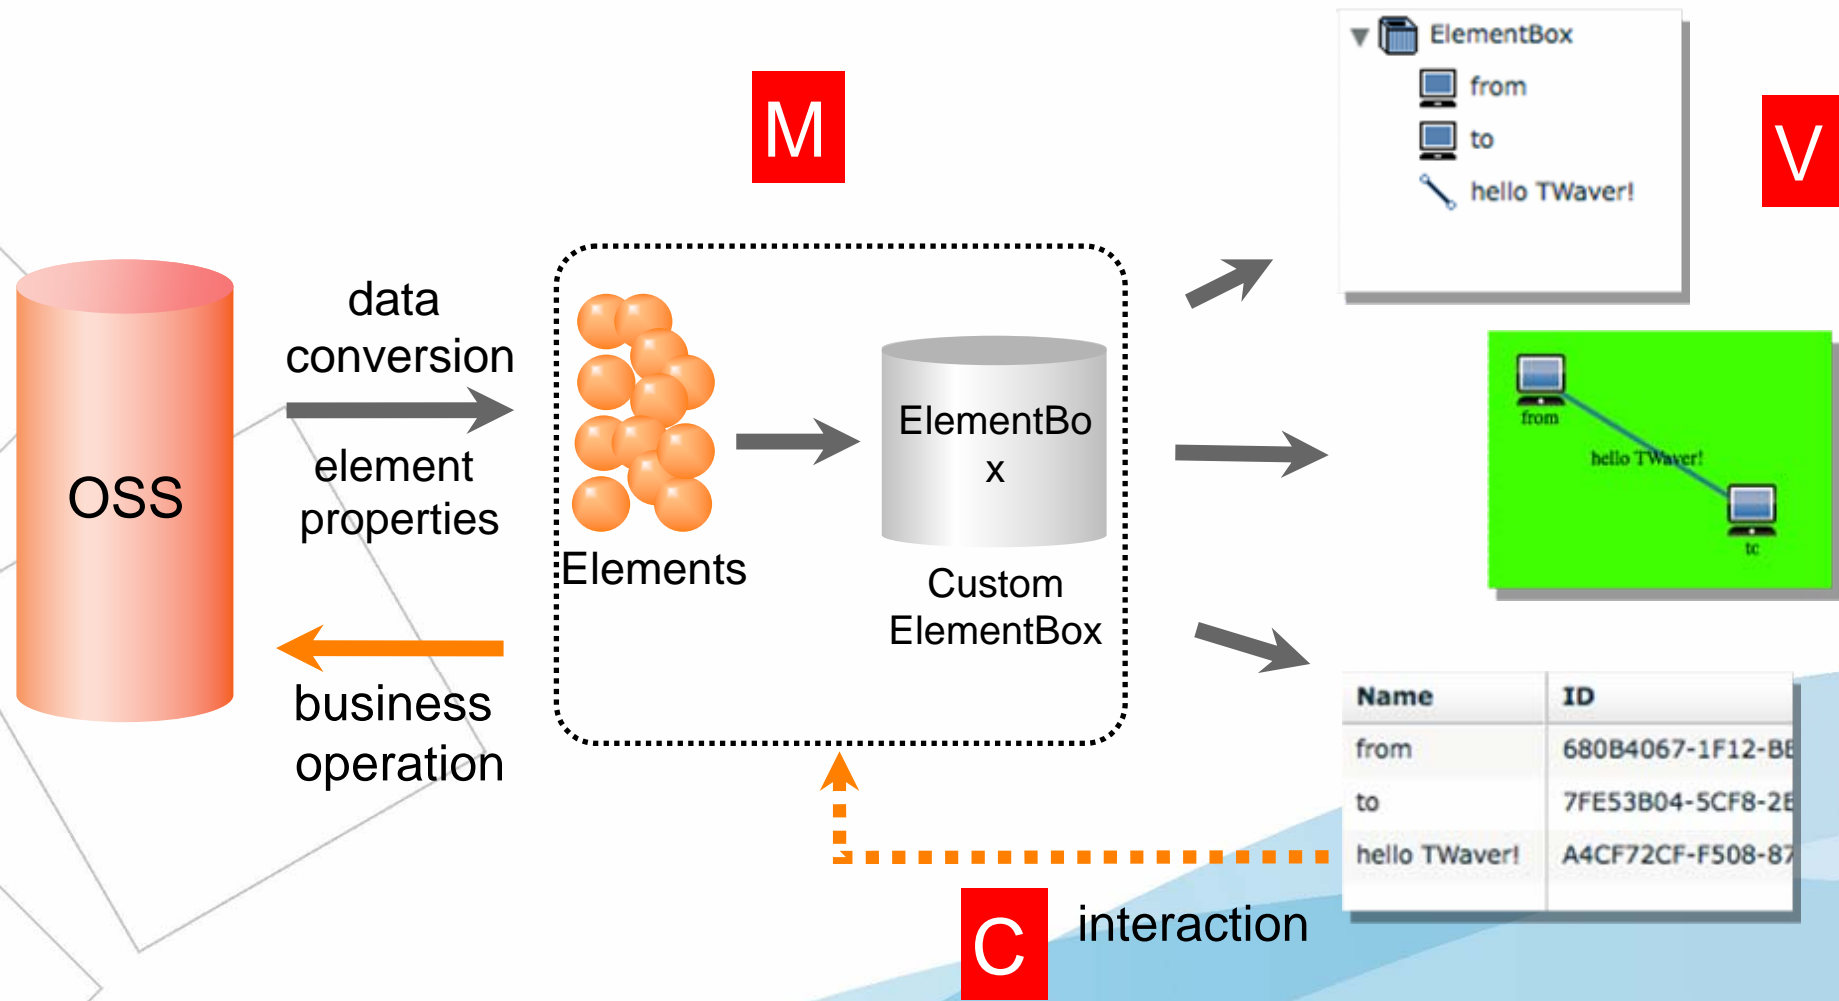 M
V
C
OSS
data
conversion
element
properties
business
operation
Elements
ElementBo
x
Custom
ElementBox
interaction
ElementBox
from
to
hello TWaver!
from
hello TWaver!
tc
Name ID
from 680B4067-1F12-BE
to 7FE53B04-5CF8-2E
hello TWaver! A4CF72CF-F508-87